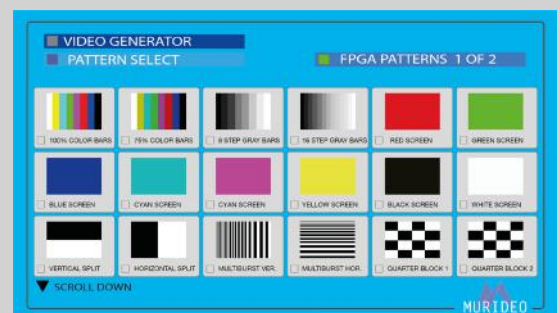 VIDEO GENERATOR
PATTERN SELECT
FPGA PATTERNS 1 OF 2
100% COLOR BARS
75% COLOR BARS
8 STEP GRAY BARS
16 STEP GRAY BARS
RED SCREEN
GREEN SCREEN
BLUE SCREEN
CYAN SCREEN
CYAN SCREEN
YELLOW SCREEN
BLACK SCREEN
WHITE SCREEN
VERTICAL SPLIT
HORIZONTAL SPLIT
MULTIBURST VER.
MULTIBURST HOR.
QUARTER BLOCK 1
QUARTER BLOCK 2
SCROLL DOWN
MURIDEO